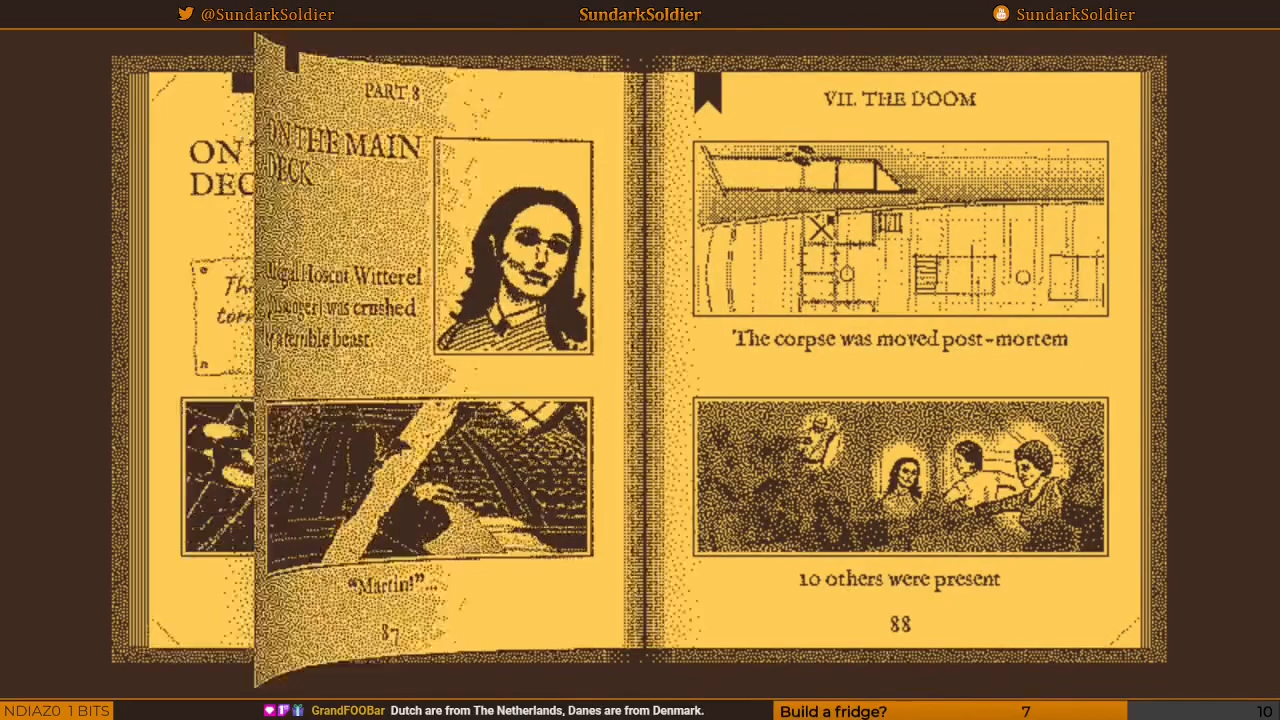 @SundarkSoldier
SundarkSoldier
SundarkSoldier
ON
DEC
PART 8
ON THE MAIN
DECK
was crushed
terrible beast.
"Martin!"...
87
VII. THE DOOM
The corpse was moved post-mortem
10 others were present
88
NDIAZ0 1 BITS
GrandFOOBar Dutch are from The Netherlands, Danes are from Denmark.
Build a fridge? 7 10